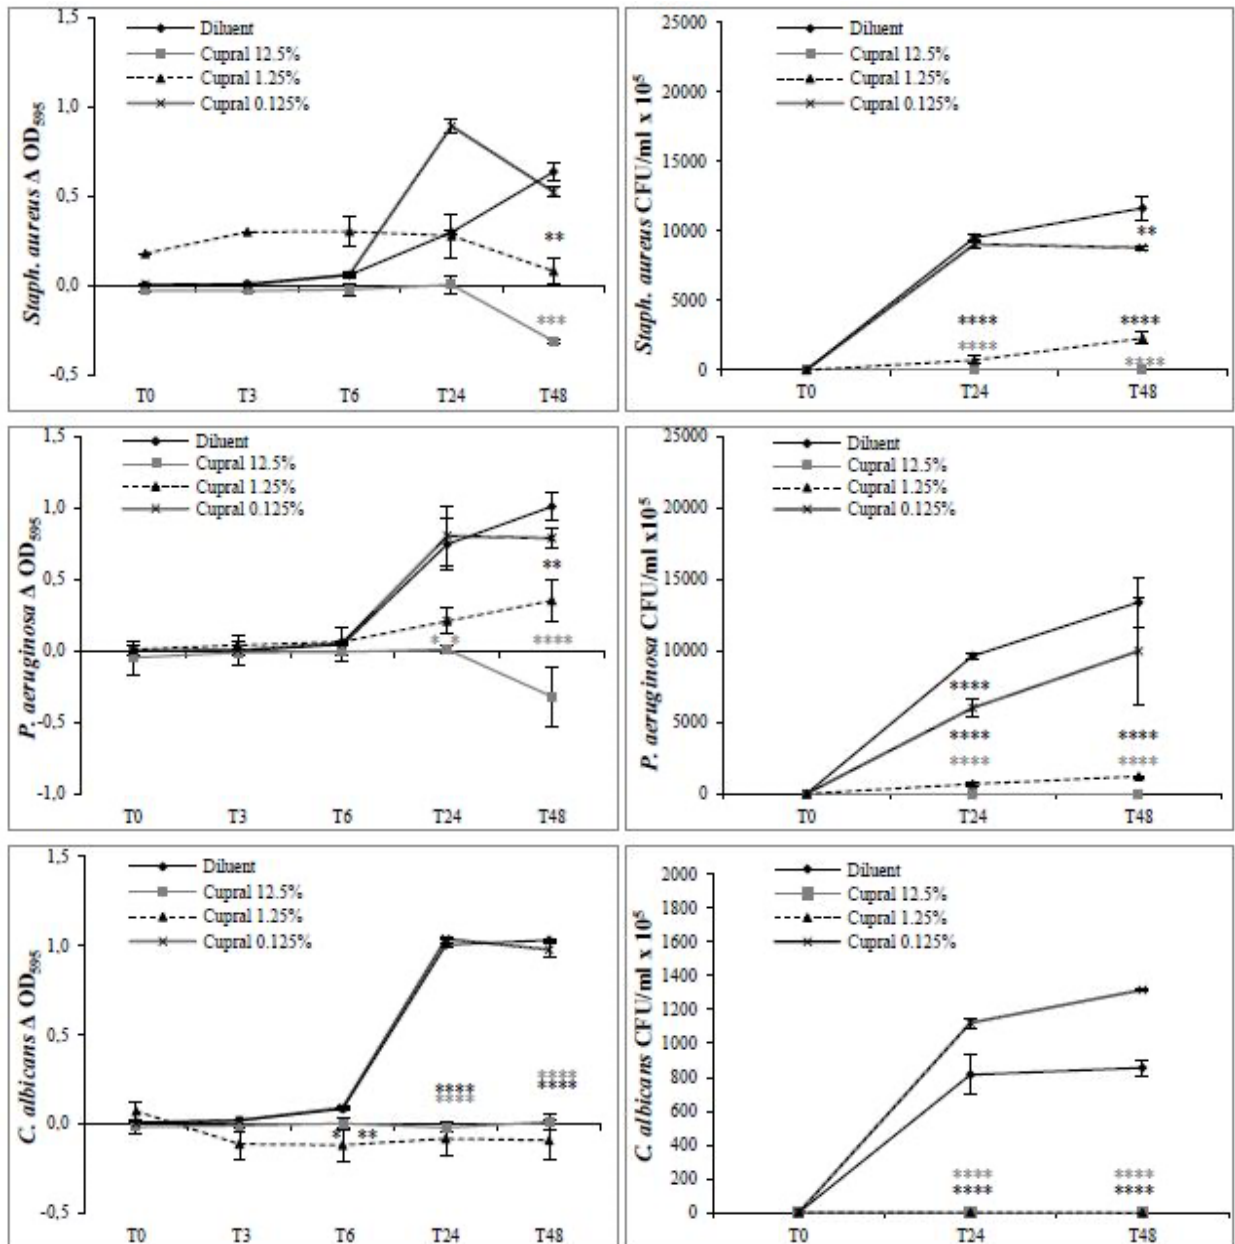 Staph. aureus Δ OD595
1,5
1,0
0,5
0,0
-0,5
Diluent
Cupral 12.5%
Cupral 1.25%
Cupral 0.125%
**
***
T0 T3 T6 T24 T48
Staph. aureus CFU/ml x 10⁵
25000
20000
15000
10000
5000
0
Diluent
Cupral 12.5%
Cupral 1.25%
Cupral 0.125%
**
**** ****
**** ****
T0 T24 T48
P. aeruginosa Δ OD595
1,5
1,0
0,5
0,0
-0,5
-1,0
Diluent
Cupral 12.5%
Cupral 1.25%
Cupral 0.125%
**
* * ****
T0 T3 T6 T24 T48
P. aeruginosa CFU/ml x10⁵
25000
20000
15000
10000
5000
0
Diluent
Cupral 12.5%
Cupral 1.25%
Cupral 0.125%
****
**** ****
**** ****
T0 T24 T48
C. albicans Δ OD595
1,5
1,0
0,5
0,0
-0,5
Diluent
Cupral 12.5%
Cupral 1.25%
Cupral 0.125%
**** ****
**** ****
* **
T0 T3 T6 T24 T48
C. albicans CFU/ml x 10⁵
2000
1800
1600
1400
1200
1000
800
600
400
200
0
Diluent
Cupral 12.5%
Cupral 1.25%
Cupral 0.125%
**** ****
**** ****
T0 T24 T48